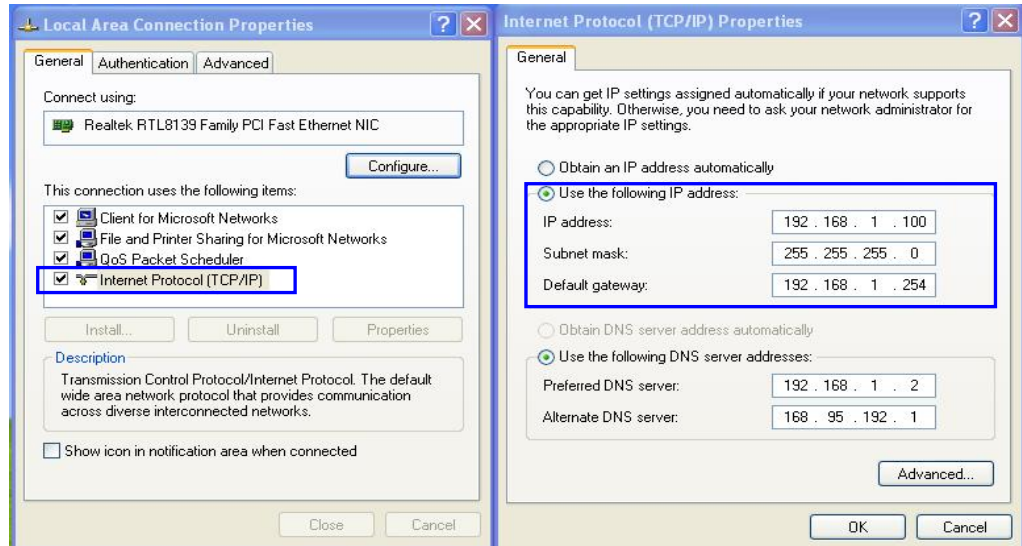 Local Area Connection Properties
General Authentication Advanced
Connect using:
Realtek RTL8139 Family PCI Fast Ethernet NIC
Configure...
This connection uses the following items:
Client for Microsoft Networks
File and Printer Sharing for Microsoft Networks
QoS Packet Scheduler
Internet Protocol (TCP/IP)
Install... Uninstall Properties
Description
Transmission Control Protocol/Internet Protocol. The default
wide area network protocol that provides communication
across diverse interconnected networks.
Show icon in notification area when connected
Close Cancel
Internet Protocol (TCP/IP) Properties
General
You can get IP settings assigned automatically if your network supports
this capability. Otherwise, you need to ask your network administrator for
the appropriate IP settings.
Obtain an IP address automatically
Use the following IP address:
IP address: 192 . 168 . 1 . 100
Subnet mask: 255 . 255 . 255 . 0
Default gateway: 192 . 168 . 1 . 254
Obtain DNS server address automatically
Use the following DNS server addresses:
Preferred DNS server: 192 . 168 . 1 . 2
Alternate DNS server: 168 . 95 . 192 . 1
Advanced...
OK Cancel